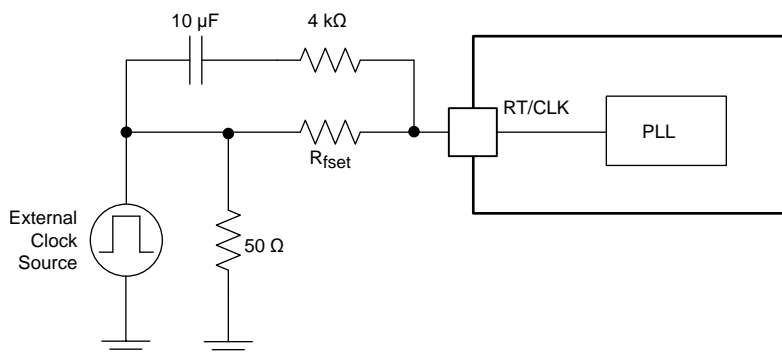 10 µF
4 kΩ
RT/CLK
PLL
Rfset
External
Clock
Source
50 Ω